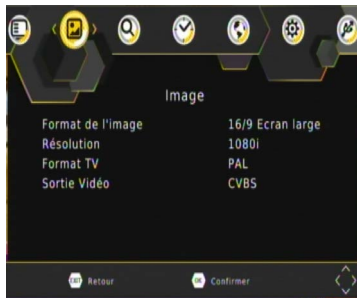 Image
Format de l'image 16/9 Ecran large
Résolution 1080i
Format TV PAL
Sortie Vidéo CVBS
EXIT Retour OK Confirmer